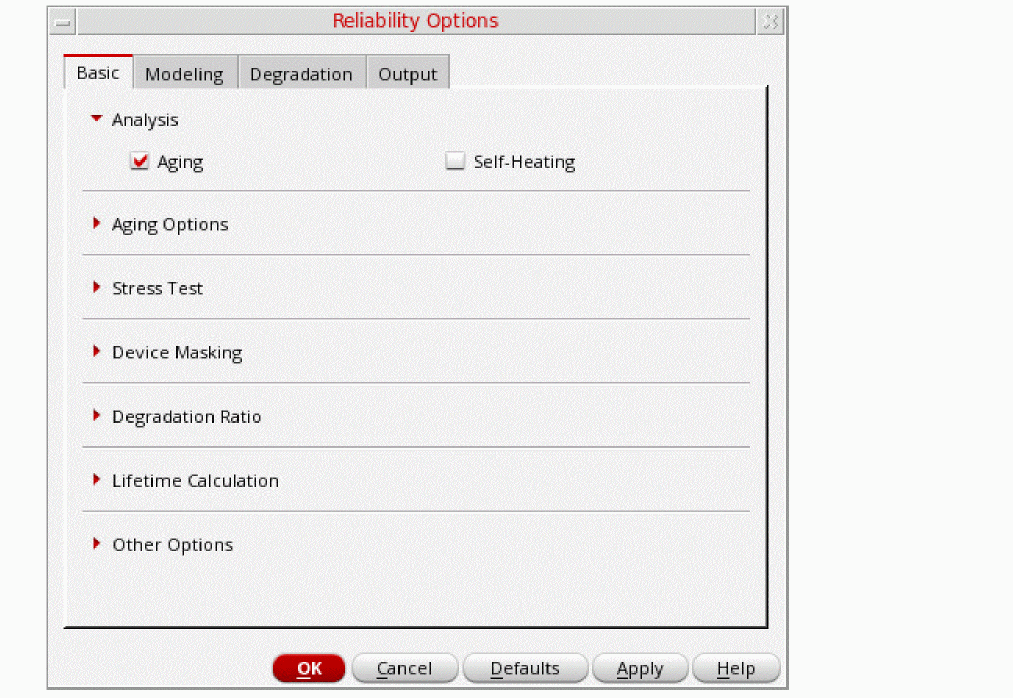 Reliability Options
Basic Modeling Degradation Output
Analysis
Aging Self-Heating
Aging Options
Stress Test
Device Masking
Degradation Ratio
Lifetime Calculation
Other Options
OK Cancel Defaults Apply Help